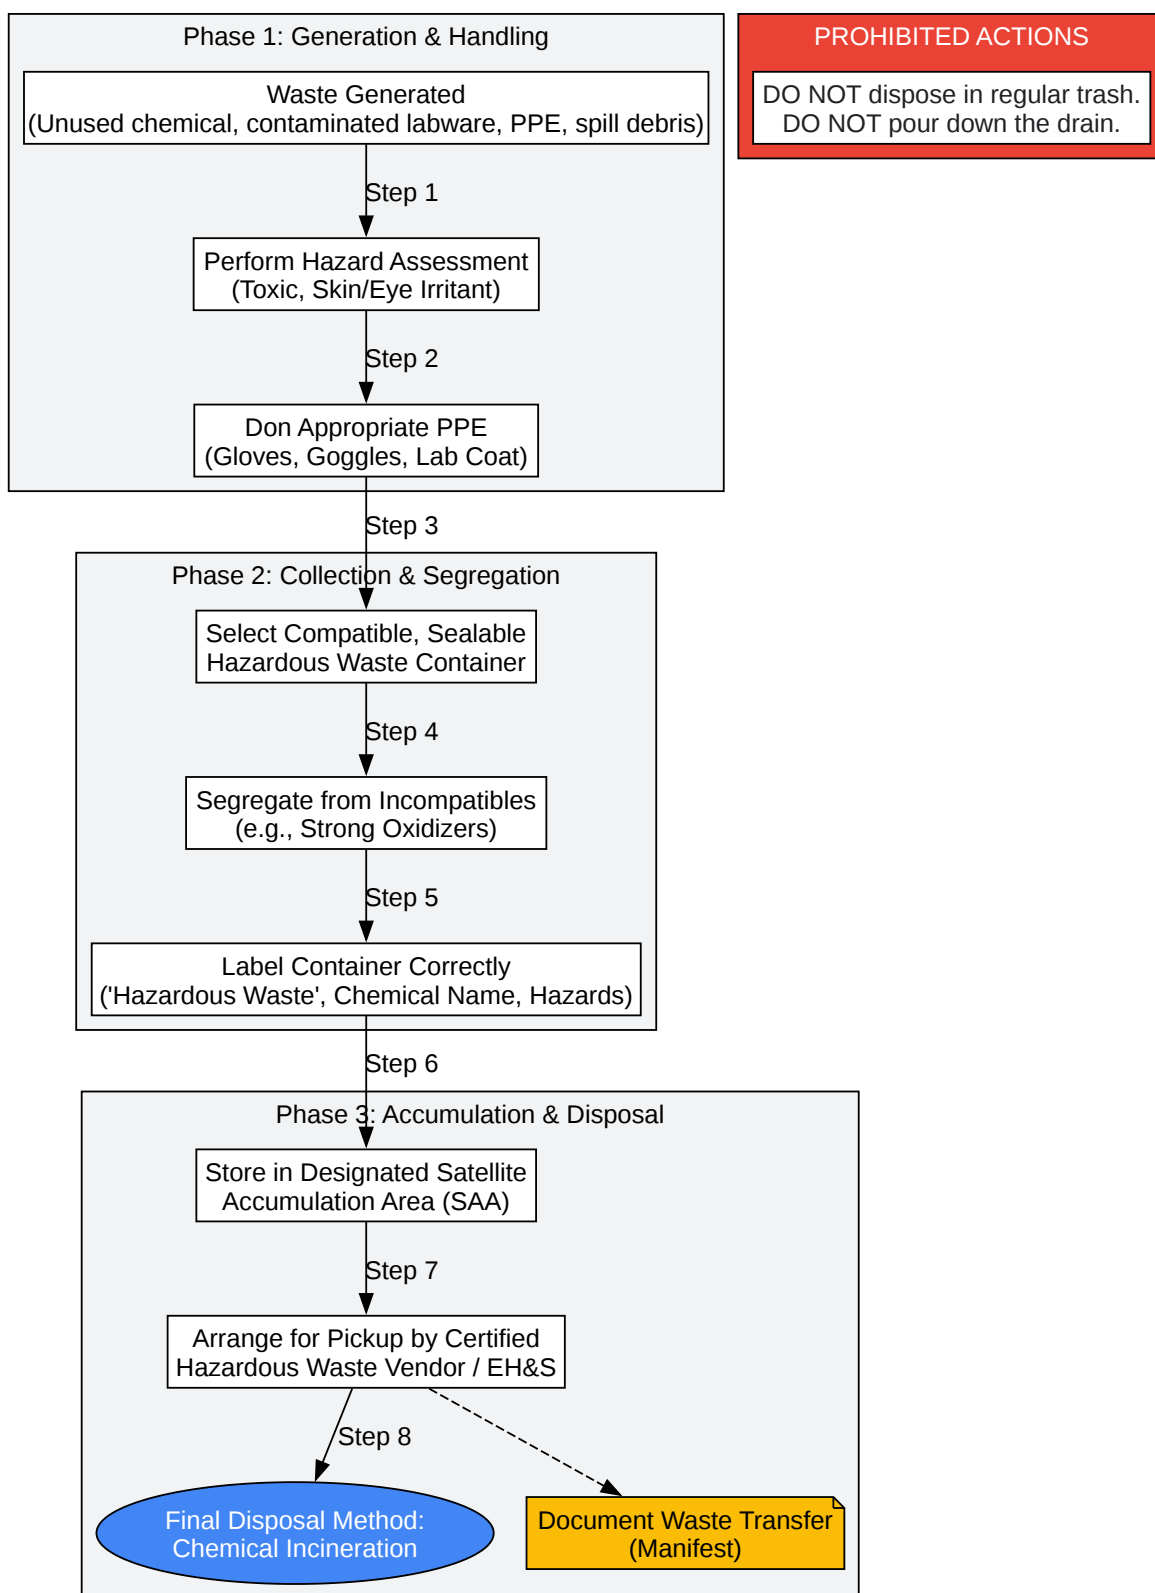 Phase 1: Generation & Handling
Waste Generated
(Unused chemical, contaminated labware, PPE, spill debris)
Step 1
Perform Hazard Assessment
(Toxic, Skin/Eye Irritant)
Step 2
Don Appropriate PPE
(Gloves, Goggles, Lab Coat)
PROHIBITED ACTIONS
DO NOT dispose in regular trash.
DO NOT pour down the drain.
Step 3
Phase 2: Collection & Segregation
Select Compatible, Sealable
Hazardous Waste Container
Step 4
Segregate from Incompatibles
(e.g., Strong Oxidizers)
Step 5
Label Container Correctly
('Hazardous Waste', Chemical Name, Hazards)
Step 6
Phase 3: Accumulation & Disposal
Store in Designated Satellite
Accumulation Area (SAA)
Step 7
Arrange for Pickup by Certified
Hazardous Waste Vendor / EH&S
Step 8
Final Disposal Method:
Chemical Incineration
Document Waste Transfer
(Manifest)